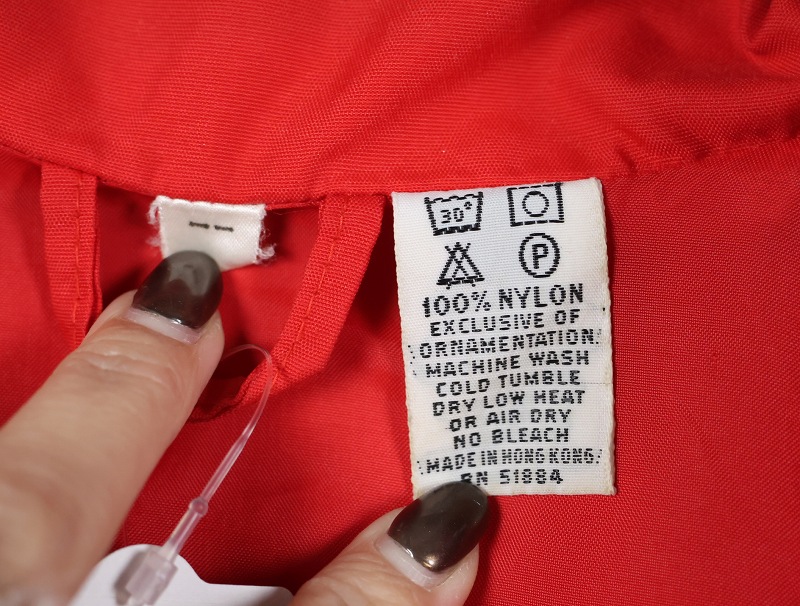 30°
P
100% NYLON
EXCLUSIVE OF
ORNAMENTATION
MACHINE WASH
COLD TUMBLE
DRY LOW HEAT
OR AIR DRY
NO BLEACH
MADE IN HONG KONG
RN 51884